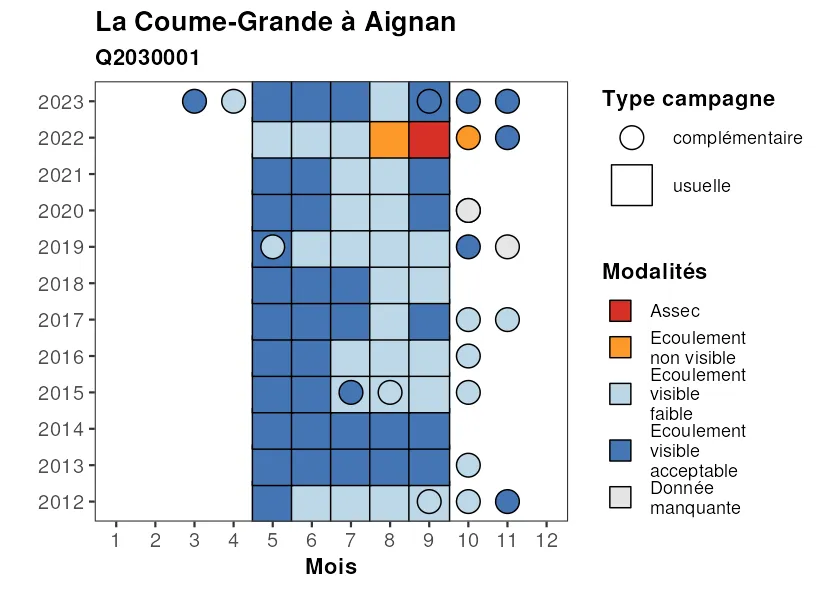 La Coume-Grande à Aignan
Q2030001
2023
2022
2021
2020
2019
2018
2017
2016
2015
2014
2013
2012
1 2 3 4 5 6 7 8 9 10 11 12
Mois
Type campagne
complémentaire
usuelle
Modalités
Assec
Ecoulement
non visible
Ecoulement
visible
faible
Ecoulement
visible
acceptable
Donnée
manquante